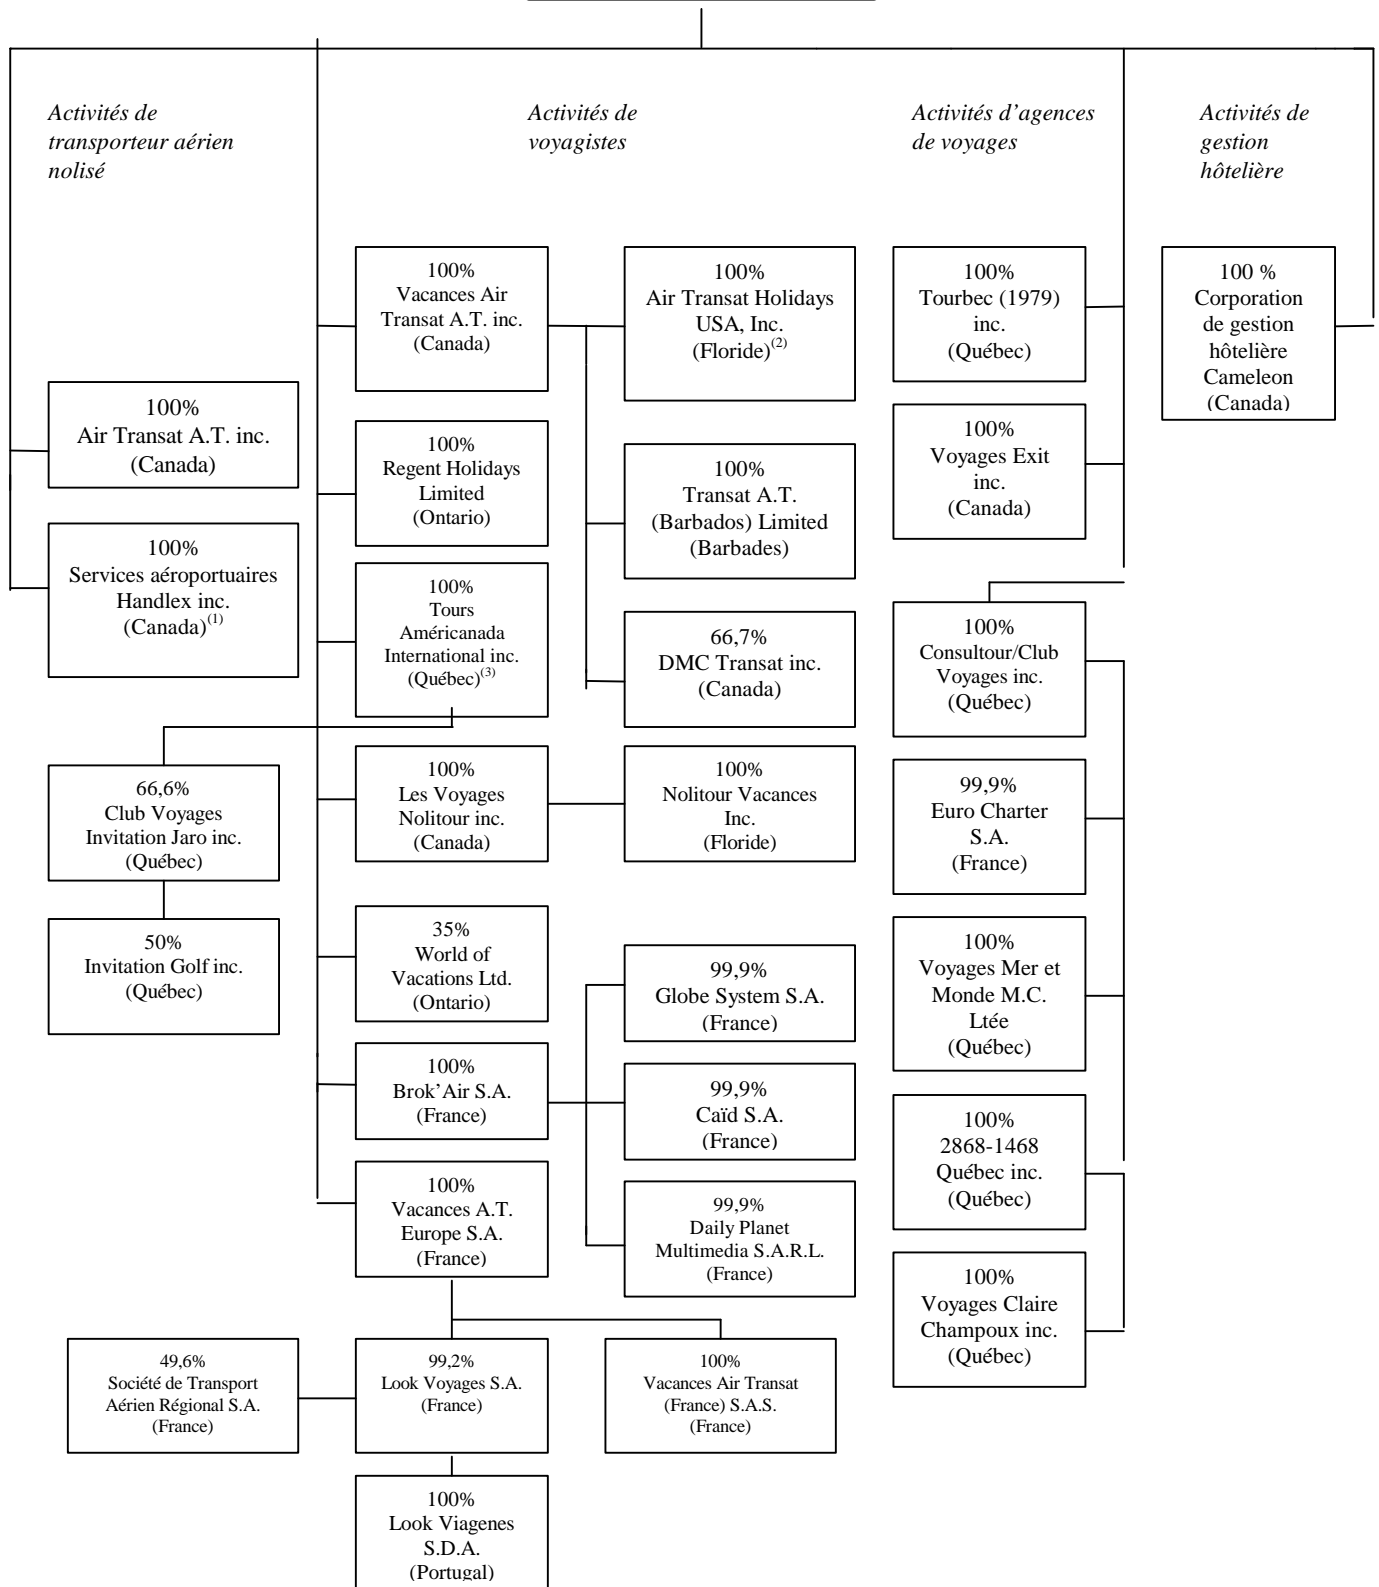 Activités de
transporteur aérien
nolisé
Activités de
voyagistes
Activités d’agences
de voyages
Activités de
gestion
hôtelière
100%
Air Transat A.T. inc.
(Canada)
100%
Services aéroportuaires
Handlex inc.
(Canada)(1)
100%
Vacances Air
Transat A.T. inc.
(Canada)
100%
Air Transat Holidays
USA, Inc.
(Floride)(2)
100%
Regent Holidays
Limited
(Ontario)
100%
Transat A.T.
(Barbados) Limited
(Barbades)
100%
Tours
Américanada
International inc.
(Québec)(3)
66,7%
DMC Transat inc.
(Canada)
66,6%
Club Voyages
Invitation Jaro inc.
(Québec)
50%
Invitation Golf inc.
(Québec)
100%
Les Voyages
Nolitour inc.
(Canada)
100%
Nolitour Vacances
Inc.
(Floride)
35%
World of
Vacations Ltd.
(Ontario)
100%
Brok’Air S.A.
(France)
99,9%
Globe System S.A.
(France)
99,9%
Caïd S.A.
(France)
99,9%
Daily Planet
Multimedia S.A.R.L.
(France)
100%
Vacances A.T.
Europe S.A.
(France)
49,6%
Société de Transport
Aérien Régional S.A.
(France)
99,2%
Look Voyages S.A.
(France)
100%
Vacances Air Transat
(France) S.A.S.
(France)
100%
Look Viagenes
S.D.A.
(Portugal)
100%
Tourbec (1979)
inc.
(Québec)
100%
Voyages Exit
inc.
(Canada)
100%
Consultour/Club
Voyages inc.
(Québec)
99,9%
Euro Charter
S.A.
(France)
100%
Voyages Mer et
Monde M.C.
Ltée
(Québec)
100%
2868-1468
Québec inc.
(Québec)
100%
Voyages Claire
Champoux inc.
(Québec)
100 %
Corporation
de gestion
hôtelière
Cameleon
(Canada)